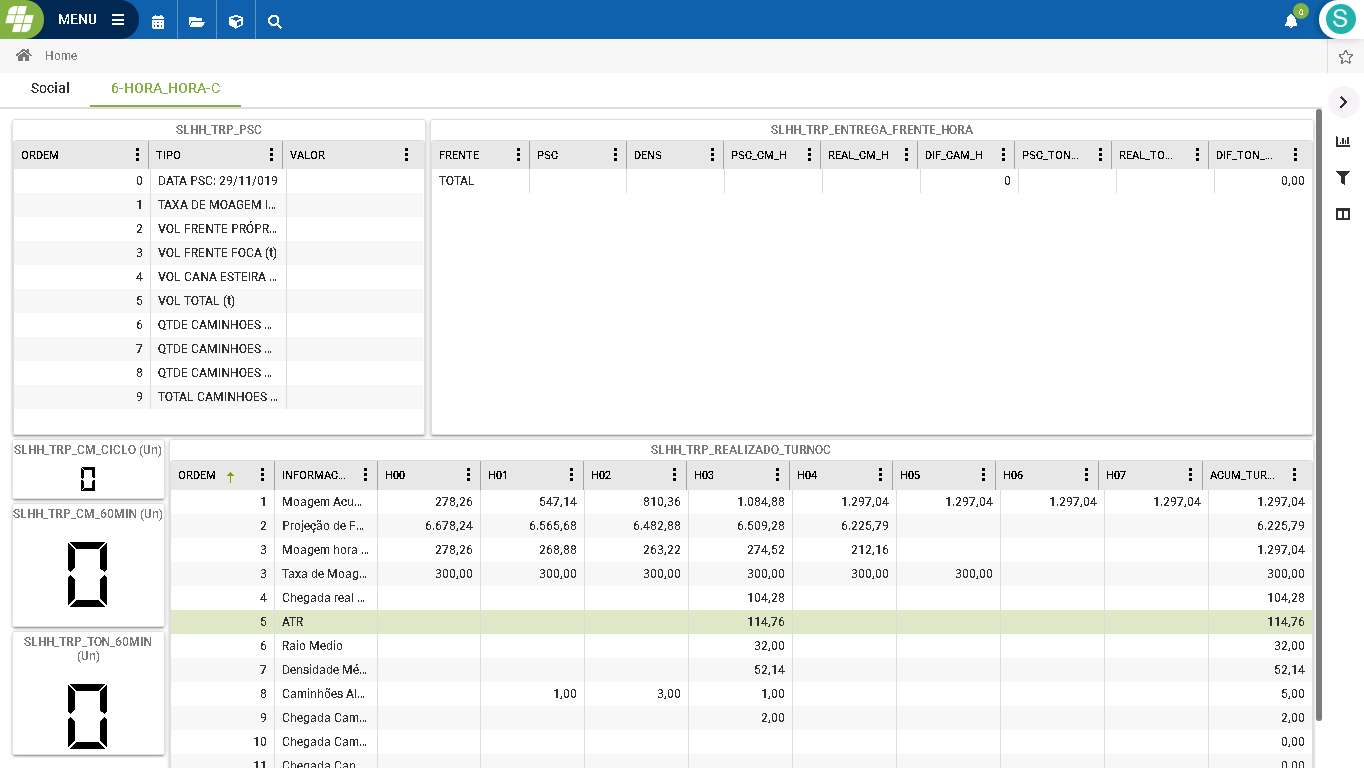 MENU
0
S
Home
Social 6-HORA_HORA-C
SLHH_TRP_PSC
ORDEM TIPO VALOR
0 DATA PSC: 29/11/019
1 TAXA DE MOAGEM I...
2 VOL FRENTE PRÓPR...
3 VOL FRENTE FOCA (t)
4 VOL CANA ESTEIRA ...
5 VOL TOTAL (t)
6 QTDE CAMINHOES ...
7 QTDE CAMINHOES ...
8 QTDE CAMINHOES ...
9 TOTAL CAMINHOES ...
SLHH_TRP_ENTREGA_FRENTE_HORA
FRENTE PSC DENS PSC_CM_H REAL_CM_H DIF_CAM_H PSC_TON... REAL_TO... DIF_TON_...
TOTAL 0 0,00
SLHH_TRP_CM_CICLO (Un)
0
SLHH_TRP_CM_60MIN (Un)
0
SLHH_TRP_TON_60MIN
(Un)
0
SLHH_TRP_REALIZADO_TURNOC
ORDEM INFORMAC... H00 H01 H02 H03 H04 H05 H06 H07 ACUM_TUR...
1 Moagem Acu... 278,26 547,14 810,36 1.084,88 1.297,04 1.297,04 1.297,04 1.297,04 1.297,04
2 Projeção de F... 6.678,24 6.565,68 6.482,88 6.509,28 6.225,79 6.225,79
3 Moagem hora ... 278,26 268,88 263,22 274,52 212,16 1.297,04
3 Taxa de Moag... 300,00 300,00 300,00 300,00 300,00 300,00 300,00
4 Chegada real ... 104,28 104,28
5 ATR 114,76 114,76
6 Raio Medio 32,00 32,00
7 Densidade Mé... 52,14 52,14
8 Caminhões Al... 1,00 3,00 1,00 5,00
9 Chegada Cam... 2,00 2,00
10 Chegada Cam... 0,00
11 Chegada Can... 0,00